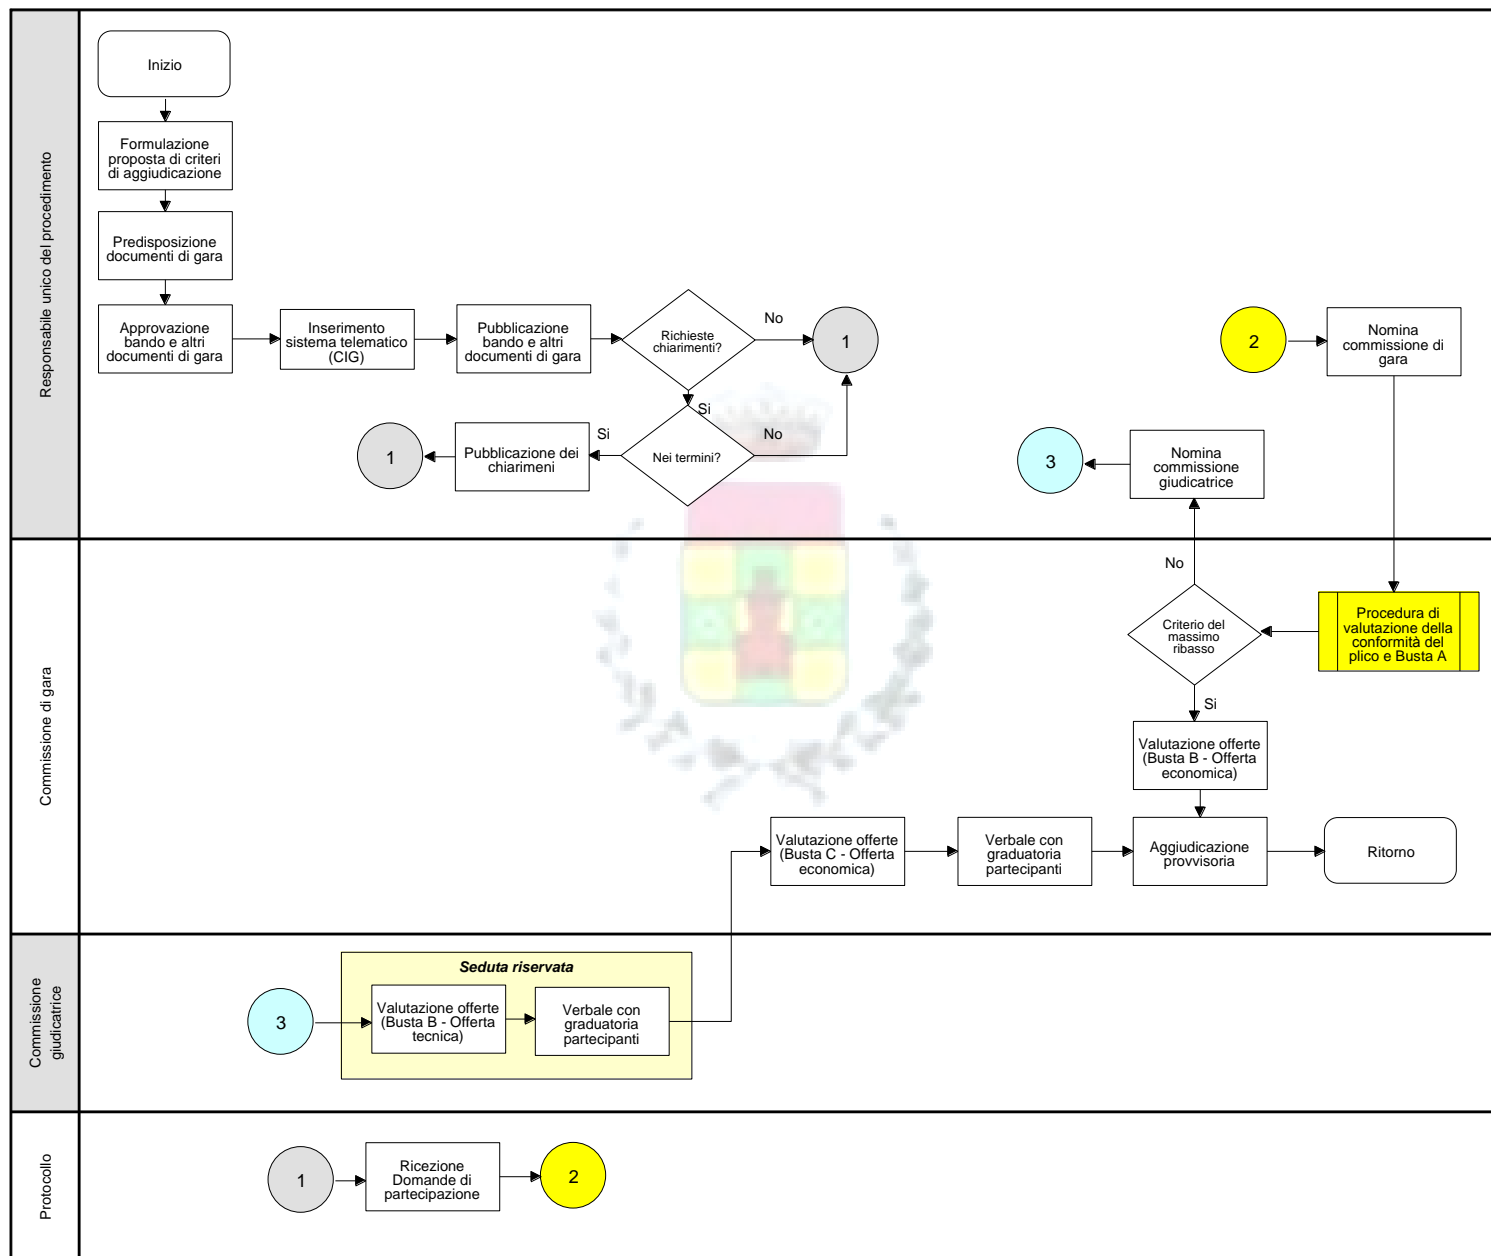 Responsabile unico del procedimento
Inizio
Formulazione
proposta di criteri
di aggiudicazione
Predisposizione
documenti di gara
Approvazione
bando e altri
documenti di gara
Inserimento
sistema telematico
(CIG)
Pubblicazione
bando e altri
documenti di gara
Richieste
chiarimenti?
No
1
Si
Nei termini?
No
Si
Pubblicazione dei
chiarimeni
1
2
Nomina
commissione di
gara
Nomina
commissione
giudicatrice
3
Commissione di gara
No
Criterio del
massimo
ribasso
Procedura di
valutazione della
conformità del
plico e Busta A
Si
Valutazione offerte
(Busta B - Offerta
economica)
Valutazione offerte
(Busta C - Offerta
economica)
Verbale con
graduatoria
partecipanti
Aggiudicazione
provvisoria
Ritorno
Commissione
giudicatrice
Seduta riservata
3
Valutazione offerte
(Busta B - Offerta
tecnica)
Verbale con
graduatoria
partecipanti
Protocollo
1
Ricezione
Domande di
partecipazione
2